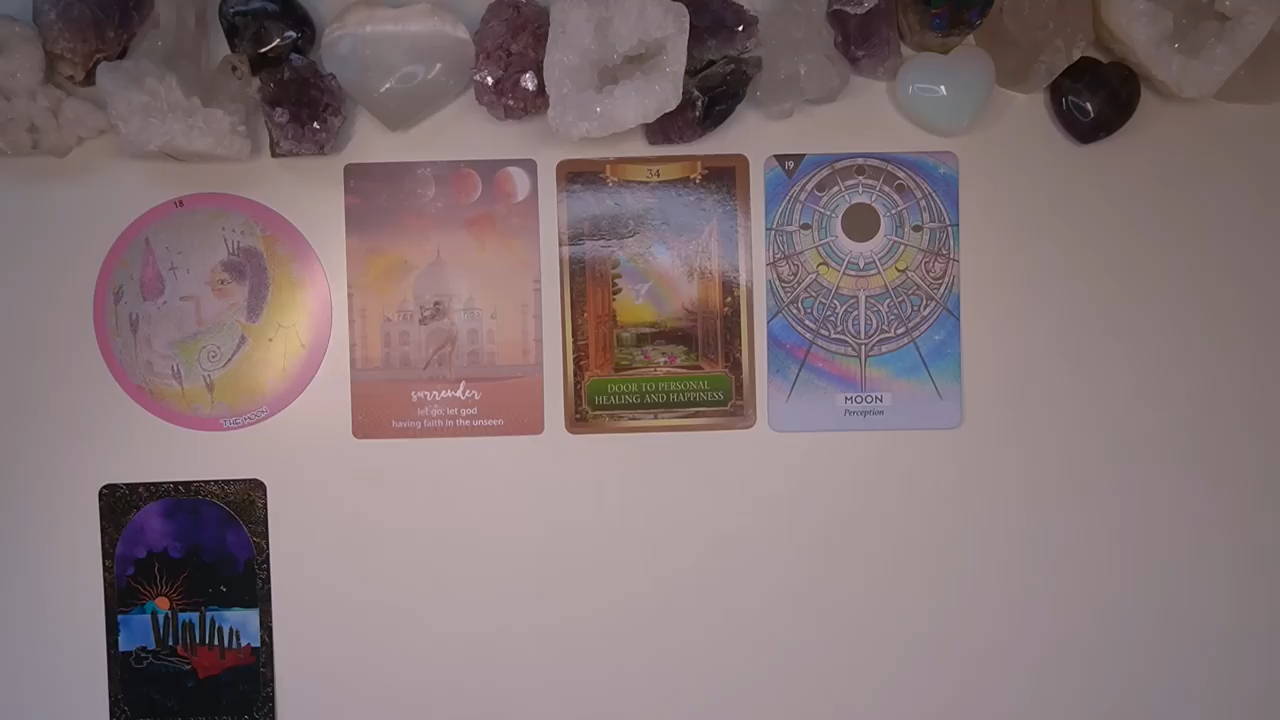 18
THE MOON
surrender
let go, let god
having faith in the unseen
34
DOOR TO PERSONAL
HEALING AND HAPPINESS
19
MOON
Perception